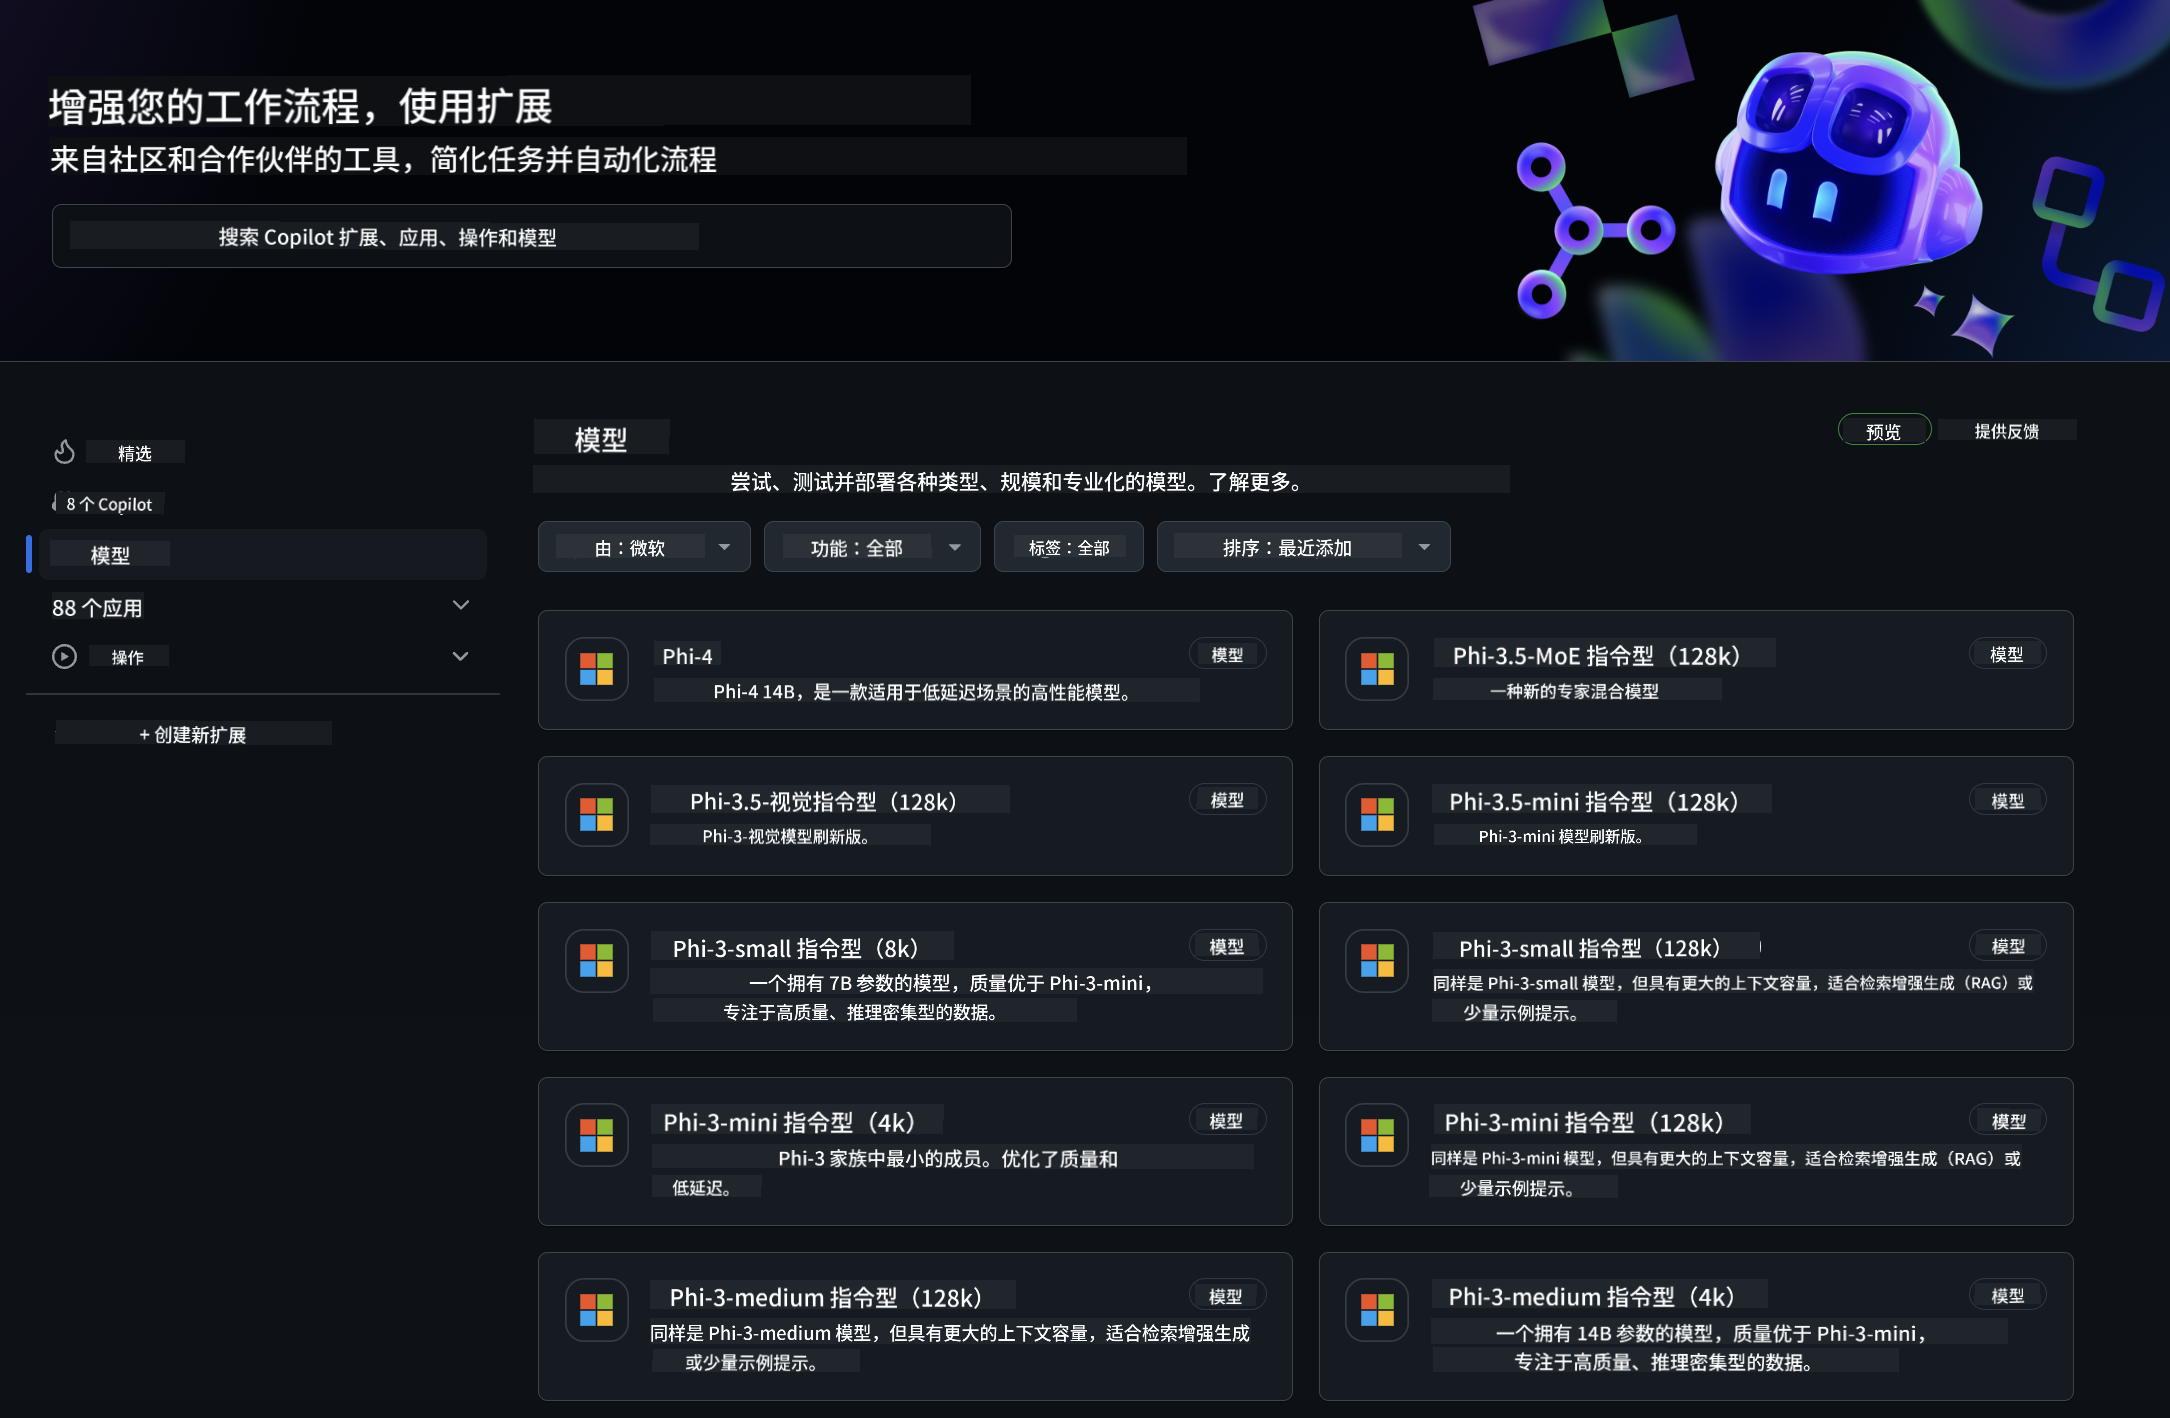 增强您的工作流程，使用扩展
来自社区和合作伙伴的工具，简化任务并自动化流程
搜索 Copilot 扩展、应用、操作和模型
精选
8 个 Copilot
模型
88 个应用
操作
+ 创建新扩展
模型
预览
提供反馈
尝试、测试并部署各种类型、规模和专业化的模型。了解更多。
由：微软
功能：全部
标签：全部
排序：最近添加
Phi-4
模型
Phi-4 14B，是一款适用于低延迟场景的高性能模型。
Phi-3.5-MoE 指令型（128k）
模型
一种新的专家混合模型
Phi-3.5-视觉指令型（128k）
模型
Phi-3-视觉模型刷新版。
Phi-3.5-mini 指令型（128k）
模型
Phi-3-mini 模型刷新版。
Phi-3-small 指令型（8k）
模型
一个拥有 7B 参数的模型，质量优于 Phi-3-mini，
专注于高质量、推理密集型的数据。
Phi-3-small 指令型（128k）
模型
同样是 Phi-3-small 模型，但具有更大的上下文容量，适合检索增强生成（RAG）或
少量示例提示。
Phi-3-mini 指令型（4k）
模型
Phi-3 家族中最小的成员。优化了质量和
低延迟。
Phi-3-mini 指令型（128k）
模型
同样是 Phi-3-mini 模型，但具有更大的上下文容量，适合检索增强生成（RAG）或
少量示例提示。
Phi-3-medium 指令型（128k）
模型
同样是 Phi-3-medium 模型，但具有更大的上下文容量，适合检索增强生成
或少量示例提示。
Phi-3-medium 指令型（4k）
模型
一个拥有 14B 参数的模型，质量优于 Phi-3-mini，
专注于高质量、推理密集型的数据。